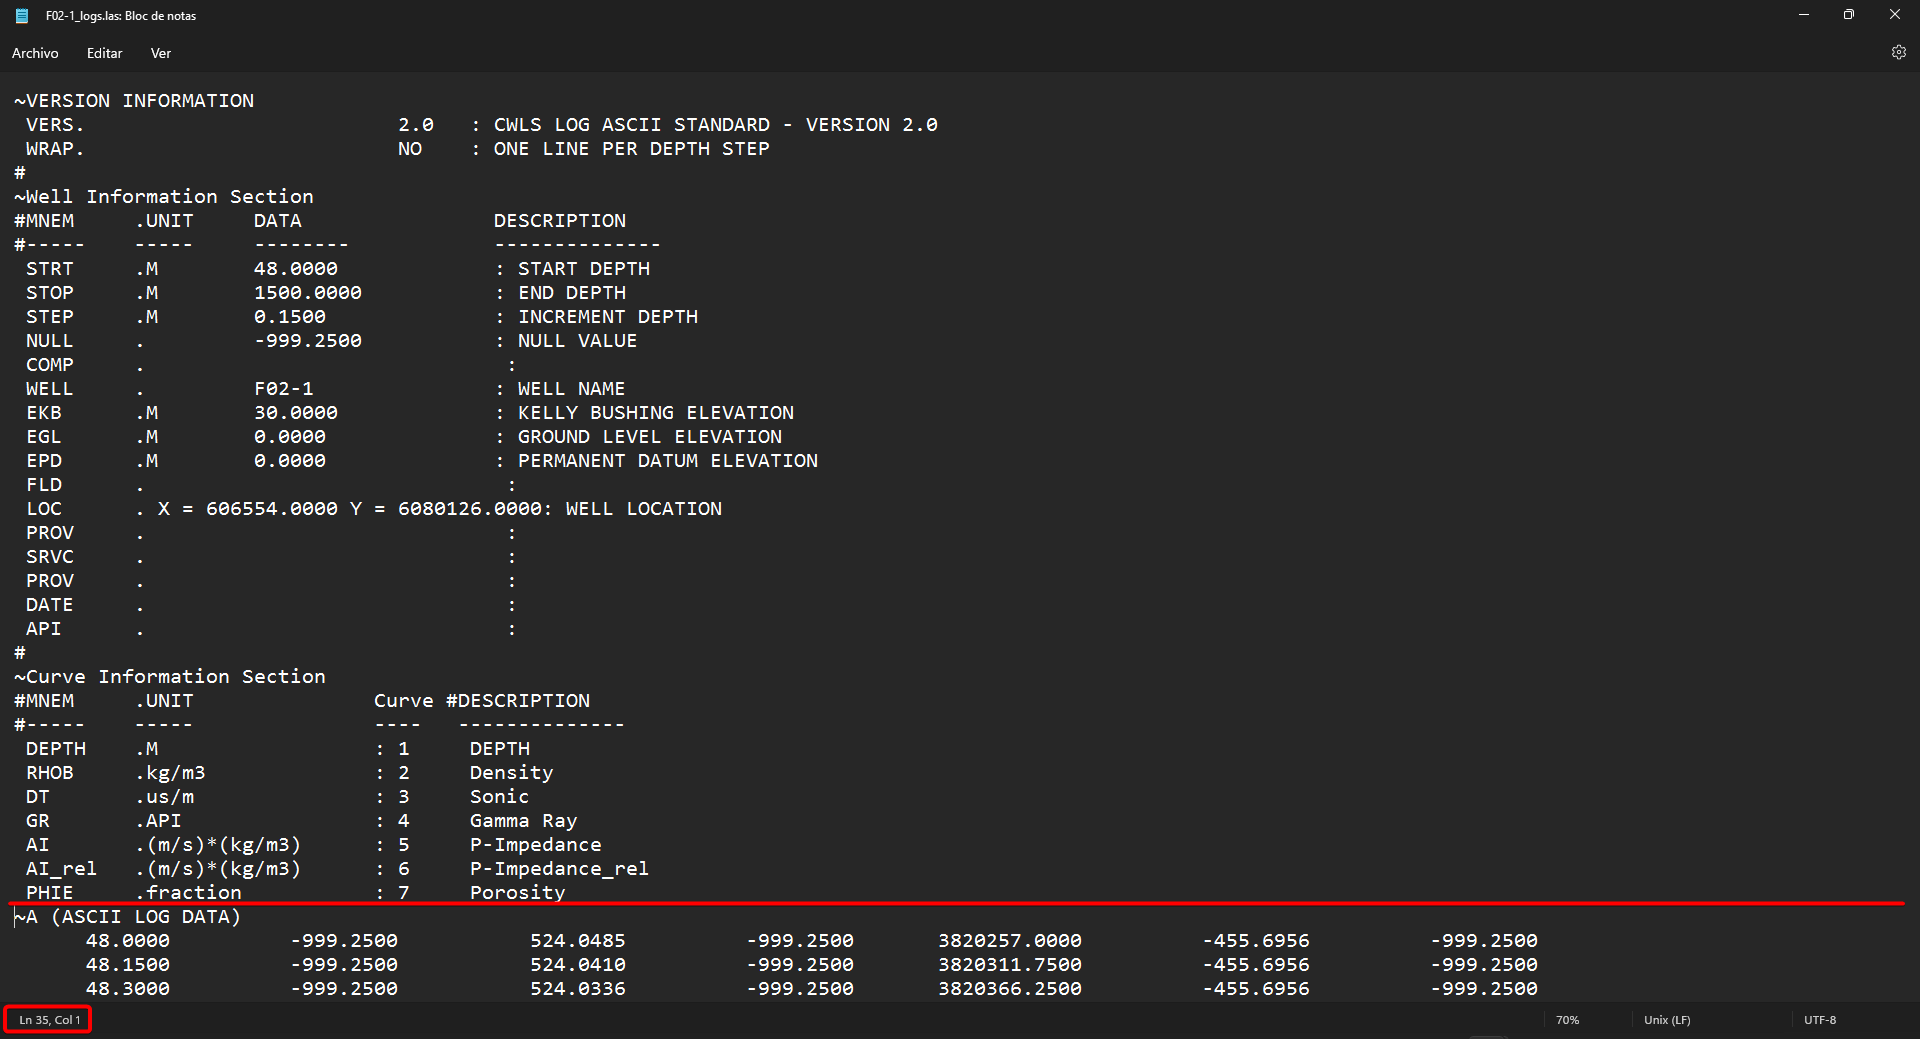 F02-1_logs.las: Bloc de notas
Archivo Editar Ver
~VERSION INFORMATION
VERS. 2.0 : CWLS LOG ASCII STANDARD - VERSION 2.0
WRAP. NO : ONE LINE PER DEPTH STEP
#
~Well Information Section
#MNEM .UNIT DATA DESCRIPTION
#----- ----- -------- --------------
STRT .M 48.0000 : START DEPTH
STOP .M 1500.0000 : END DEPTH
STEP .M 0.1500 : INCREMENT DEPTH
NULL . -999.2500 : NULL VALUE
COMP . :
WELL . F02-1 : WELL NAME
EKB .M 30.0000 : KELLY BUSHING ELEVATION
EGL .M 0.0000 : GROUND LEVEL ELEVATION
EPD .M 0.0000 : PERMANENT DATUM ELEVATION
FLD . :
LOC . X = 606554.0000 Y = 6080126.0000: WELL LOCATION
PROV . :
SRVC . :
PROV . :
DATE . :
API . :
#
~Curve Information Section
#MNEM .UNIT Curve #DESCRIPTION
#----- ----- ---- --------------
DEPTH .M : 1 DEPTH
RHOB .kg/m3 : 2 Density
DT .us/m : 3 Sonic
GR .API : 4 Gamma Ray
AI .(m/s)*(kg/m3) : 5 P-Impedance
AI_rel .(m/s)*(kg/m3) : 6 P-Impedance_rel
PHIE .fraction : 7 Porosity
~A (ASCII LOG DATA)
48.0000 -999.2500 524.0485 -999.2500 3820257.0000 -455.6956 -999.2500
48.1500 -999.2500 524.0410 -999.2500 3820311.7500 -455.6956 -999.2500
48.3000 -999.2500 524.0336 -999.2500 3820366.2500 -455.6956 -999.2500
Ln 35, Col 1 70% Unix (LF) UTF-8